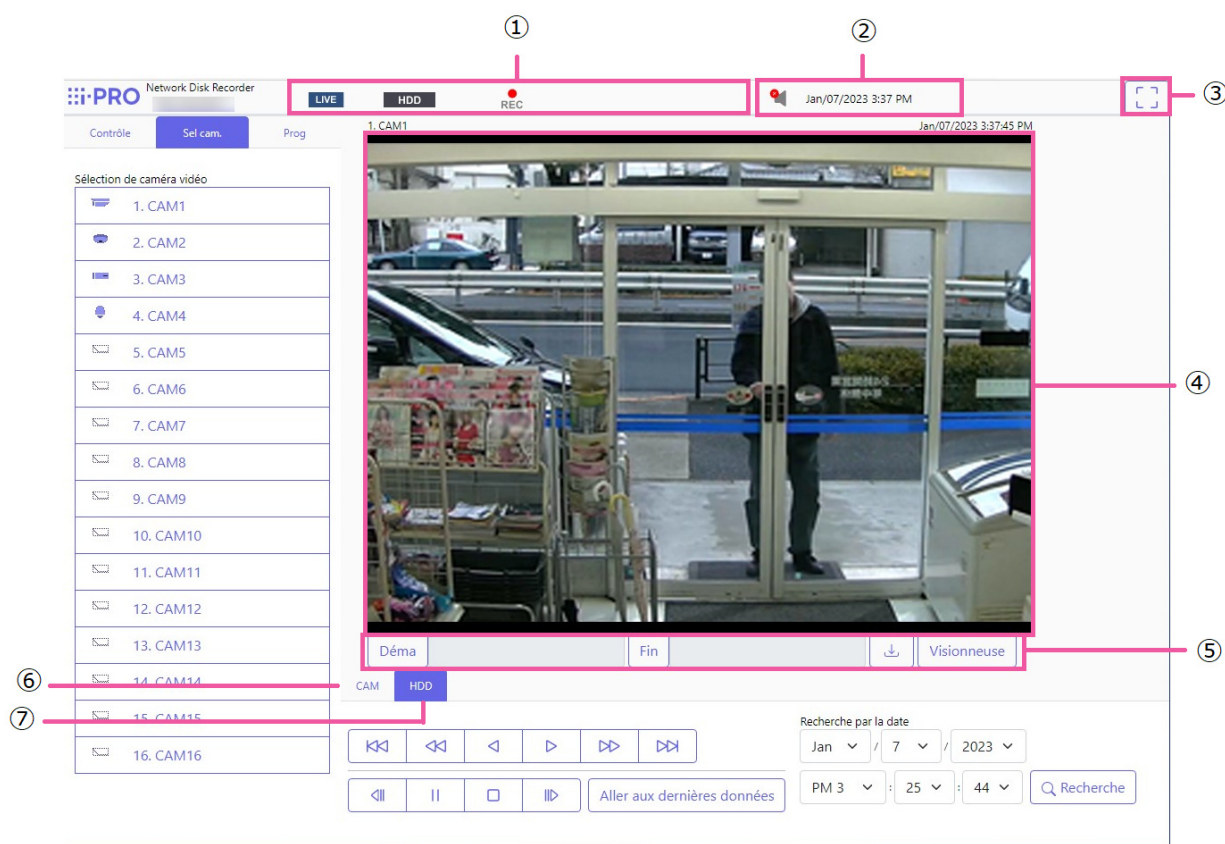 ①
②
③
i-PRO
Network Disk Recorder
LIVE
HDD
REC
Jan/07/2023 3:37 PM
Contrôle
Sel cam.
Prog
1. CAM1
Jan/07/2023 3:37:45 PM
Sélection de caméra vidéo
1. CAM1
2. CAM2
3. CAM3
4. CAM4
5. CAM5
6. CAM6
7. CAM7
8. CAM8
9. CAM9
10. CAM10
11. CAM11
12. CAM12
13. CAM13
14. CAM14
15. CAM15
16. CAM16
④
Déma
Fin
Visionneuse
⑤
⑥
CAM
HDD
⑦
Recherche par la date
Jan / 7 / 2023
PM 3 : 25 : 44
Recherche
Aller aux dernières données